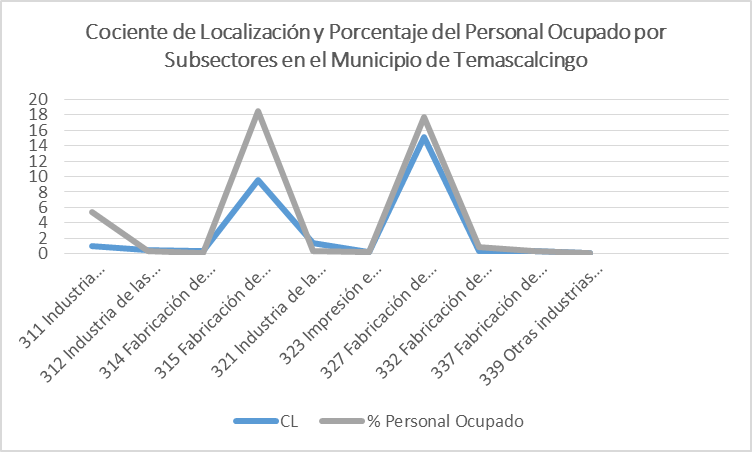 Cociente de Localización y Porcentaje del Personal Ocupado por
Subsectores en el Municipio de Temascalcingo
20
18
16
14
12
10
8
6
4
2
0
311 Industria...
312 Industria de las...
314 Fabricación de...
315 Fabricación de...
321 Industria de la...
323 Impresión e...
327 Fabricación de...
332 Fabricación de...
337 Fabricación de...
339 Otras industrias...
CL
% Personal Ocupado